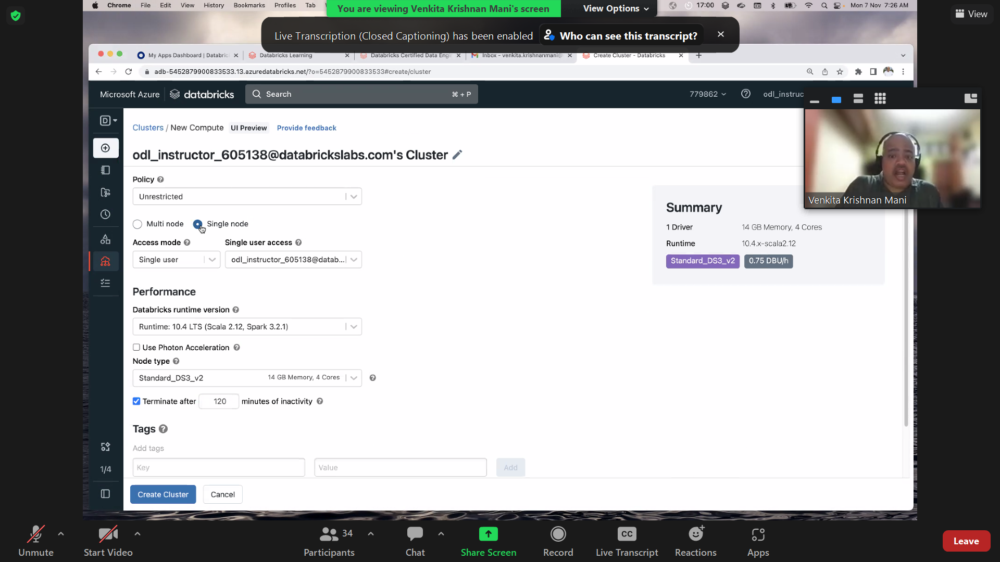 Chrome File Edit View History Bookmarks Profiles Tab
You are viewing Venkita Krishnan Mani's screen
View Options
17:00
Mon 7 Nov 7:26 AM
View
Live Transcription (Closed Captioning) has been enabled
Who can see this transcript?
My Apps Dashboard | Databric
Databricks Learning
Databricks Certified Data Engin
Inbox - venkita.krishnanmani@
Create Cluster - Databricks
adb-5452879900833533.13.azuredatabricks.net/?o=5452879900833533#create/cluster
Microsoft Azure
databricks
Search
⌘ + P
779862
odl_instruc
Clusters / New Compute
UI Preview
Provide feedback
odl_instructor_605138@databrickslabs.com's Cluster
Policy
Unrestricted
Multi node
Single node
Access mode
Single user access
Single user
odl_instructor_605138@datab...
Performance
Databricks runtime version
Runtime: 10.4 LTS (Scala 2.12, Spark 3.2.1)
Use Photon Acceleration
Node type
Standard_DS3_v2
14 GB Memory, 4 Cores
Terminate after 120 minutes of inactivity
Tags
Add tags
Key
Value
Add
Create Cluster
Cancel
1/4
Summary
1 Driver
14 GB Memory, 4 Cores
Runtime
10.4.x-scala2.12
Standard_DS3_v2
0.75 DBU/h
Venkita Krishnan Mani
Unmute
Start Video
34
Participants
Chat
Share Screen
Record
CC
Live Transcript
Reactions
Apps
Leave